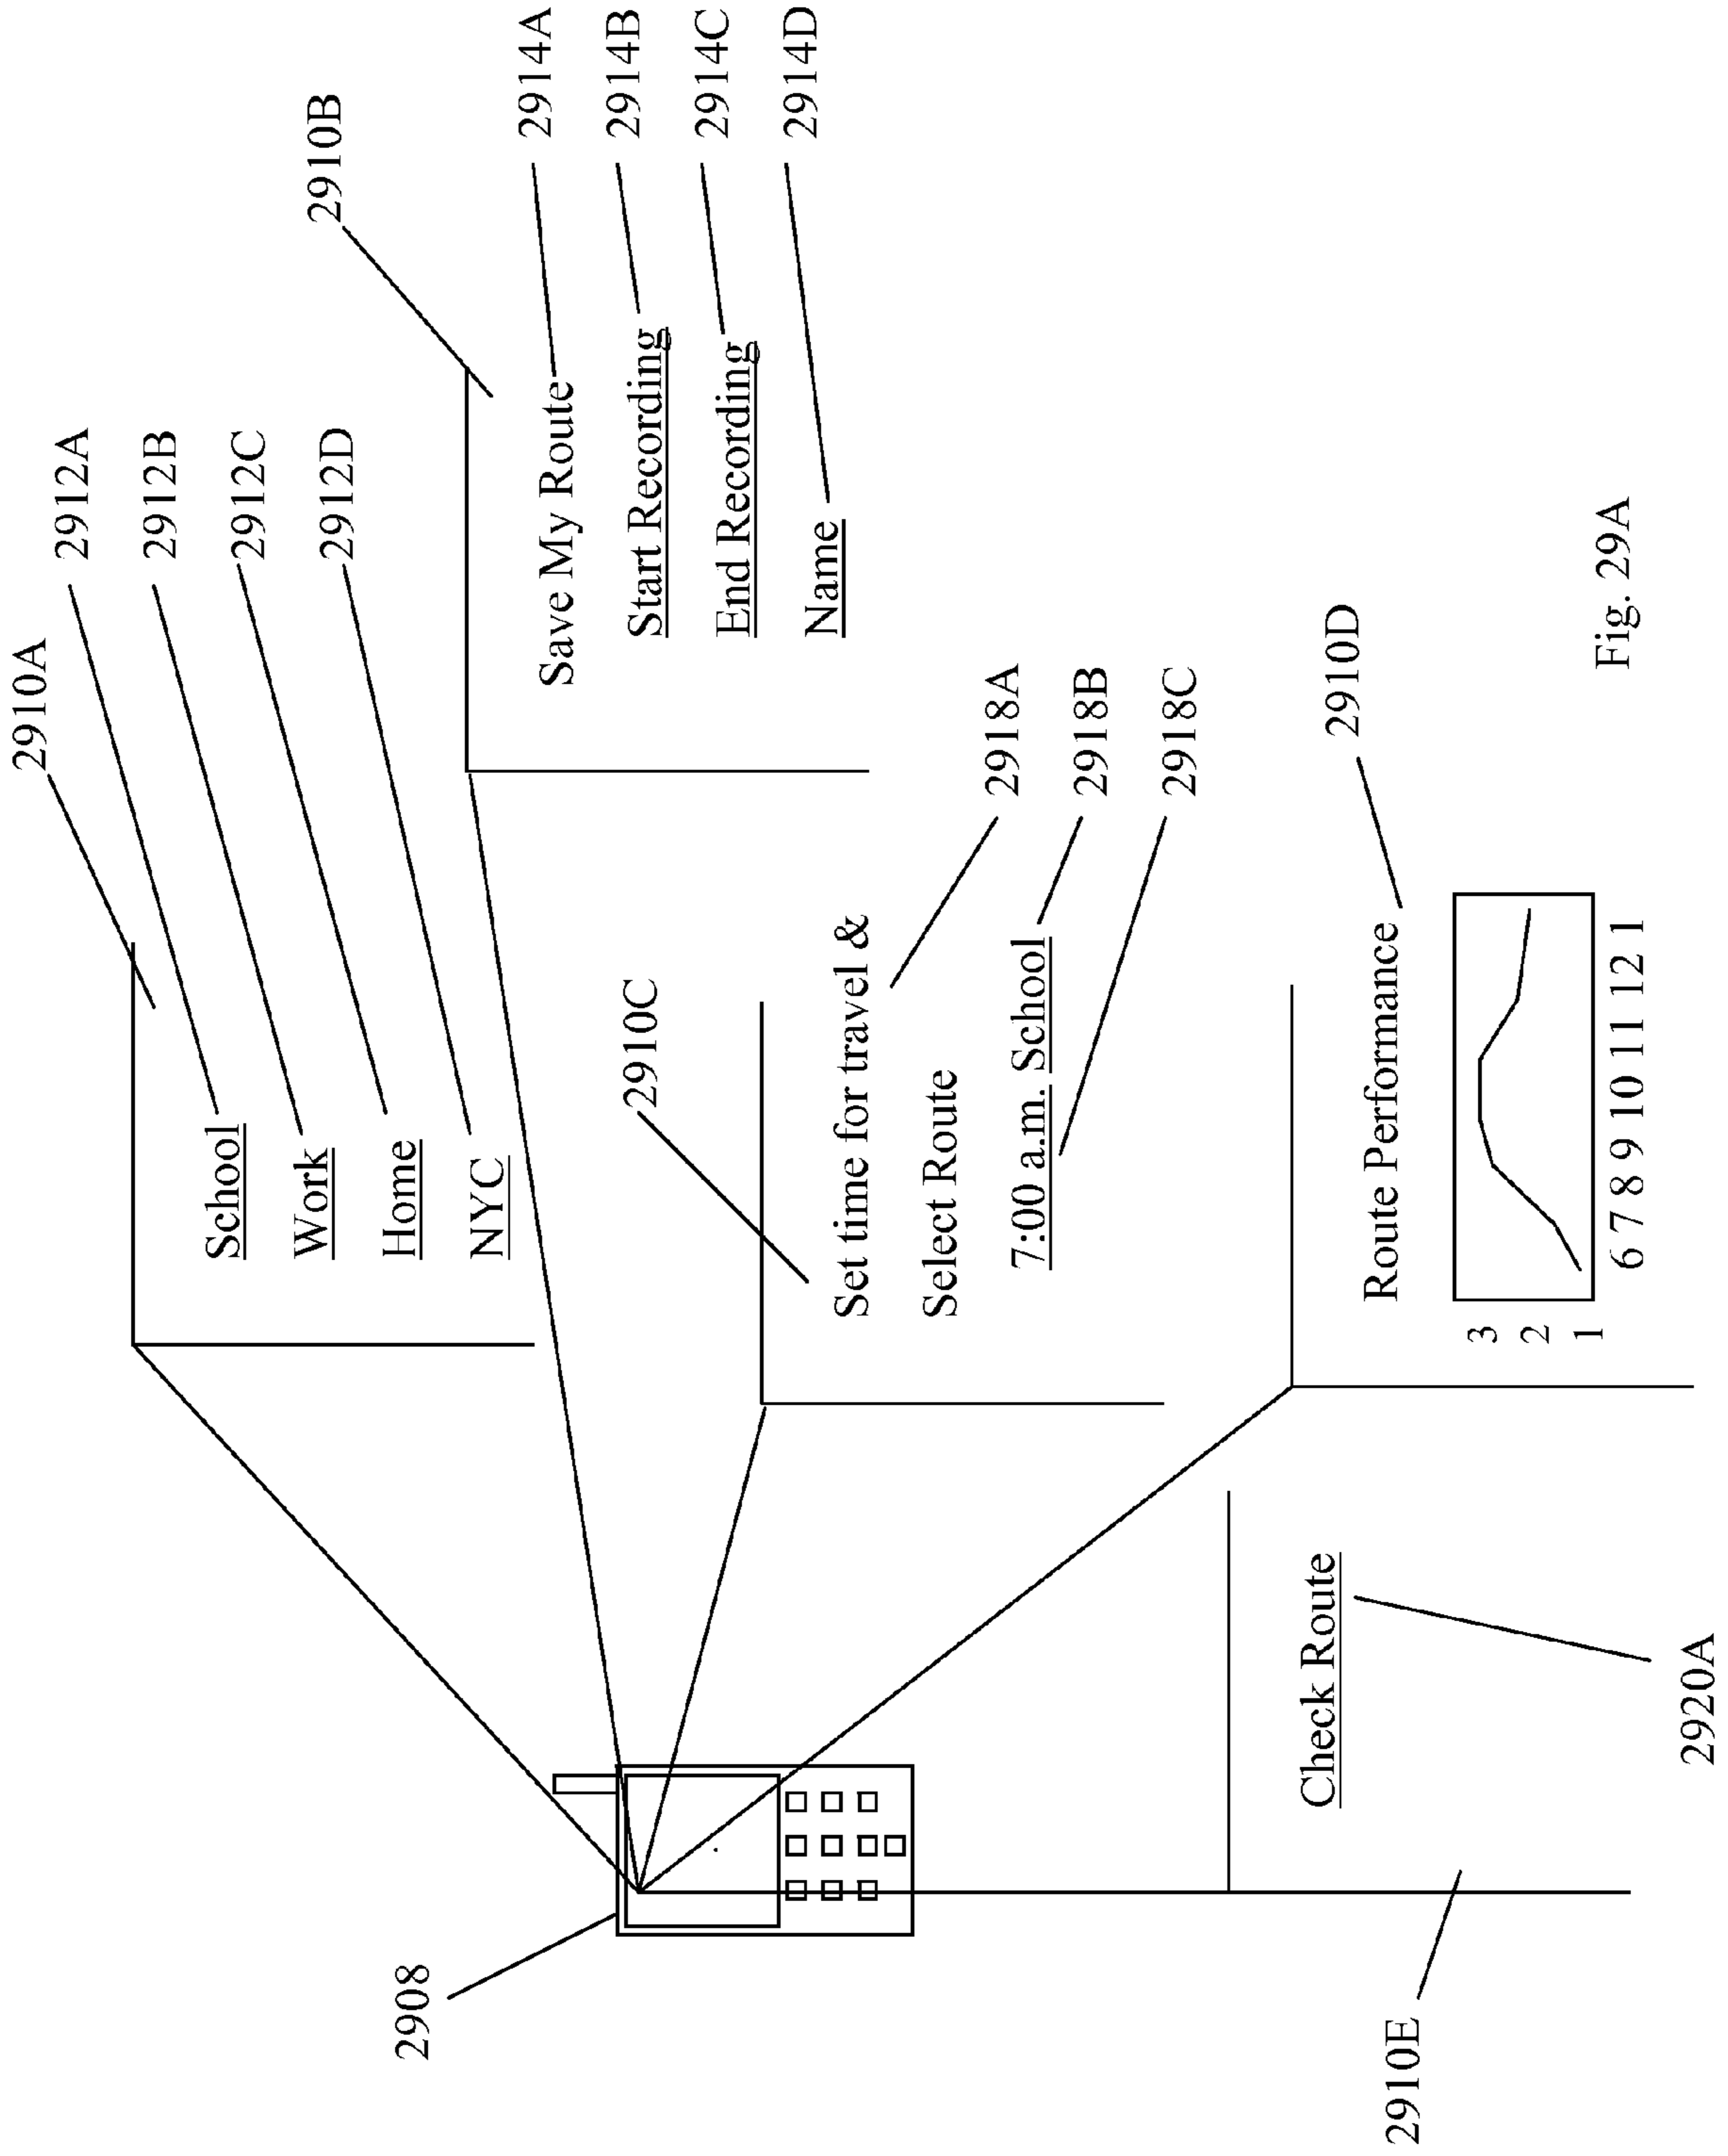 2910A
2912A
2912B
2912C
2912D
School
Work
Home
NYC
2910B
2914A
2914B
2914C
2914D
Save My Route
Start Recording
End Recording
Name
2908
2910C
Set time for travel &
Select Route
7:00 a.m. School
2918A
2918B
2918C
2910D
Route Performance
3
2
1
6 7 8 9 10 11 12 1
Check Route
2910E
2920A
Fig. 29A